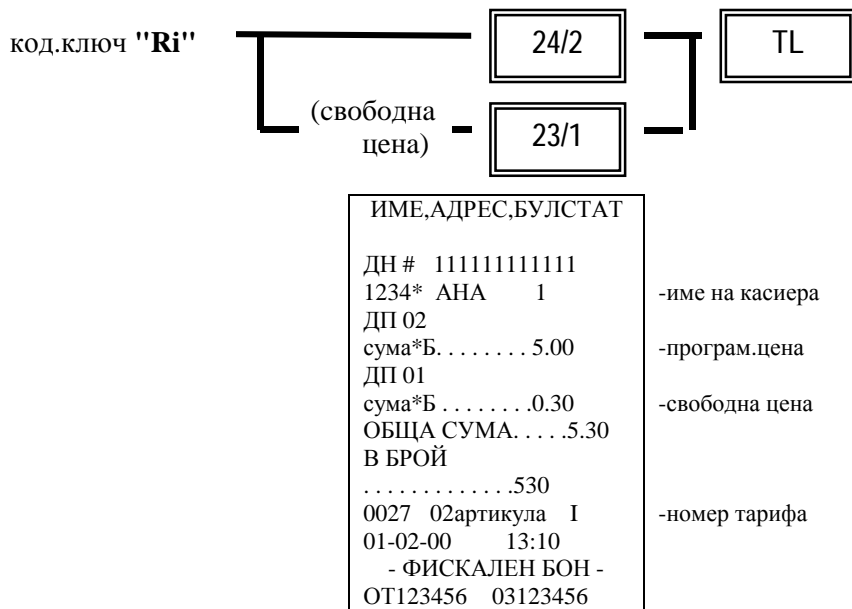 код.ключ "Ri" 24/2 TL
(свободна
цена) 23/1
ИМЕ,АДРЕС,БУЛСТАТ
ДН # 111111111111
1234* АНА 1 -име на касиера
ДП 02
сума*Б. . . . . . . . 5.00 -програм.цена
ДП 01
сума*Б . . . . . . . .0.30 -свободна цена
ОБЩА СУМА. . . . .5.30
В БРОЙ
. . . . . . . . . . . . .530
0027 02артикула I -номер тарифа
01-02-00 13:10
- ФИСКАЛЕН БОН -
ОТ123456 03123456